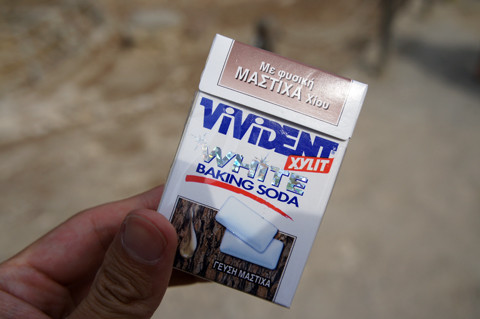 Με φυσική
ΜΑΣΤΙΧΑ Χίου
ViViDENT
XYLIT
WHITE
BAKING SODA
ΓΕΥΣΗ ΜΑΣΤΙΧΑ